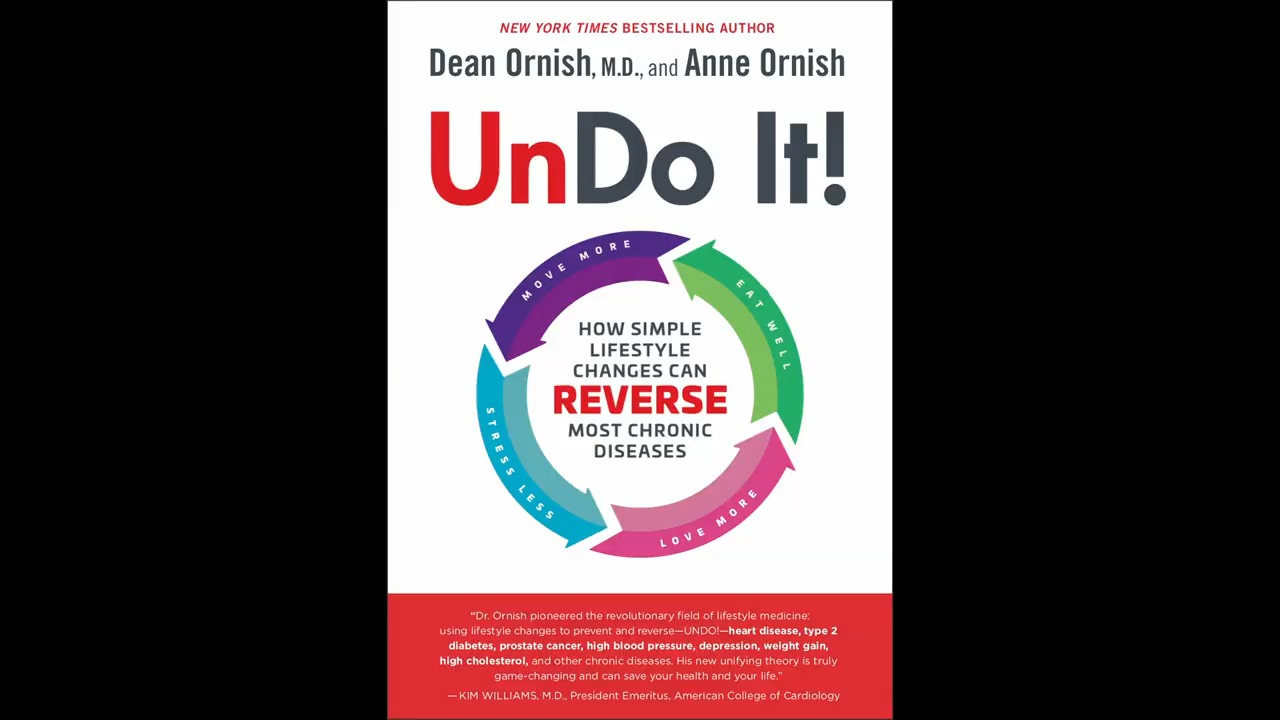 NEW YORK TIMES BESTSELLING AUTHOR
Dean Ornish, M.D., and Anne Ornish
UnDo It!
MOVE MORE
EAT WELL
HOW SIMPLE
LIFESTYLE
CHANGES CAN
REVERSE
MOST CHRONIC
DISEASES
STRESS LESS
LOVE MORE
“Dr. Ornish pioneered the revolutionary field of lifestyle medicine:
using lifestyle changes to prevent and reverse—UNDO!—heart disease, type 2
diabetes, prostate cancer, high blood pressure, depression, weight gain,
high cholesterol, and other chronic diseases. His new unifying theory is truly
game-changing and can save your health and your life.”
—KIM WILLIAMS, M.D., President Emeritus, American College of Cardiology